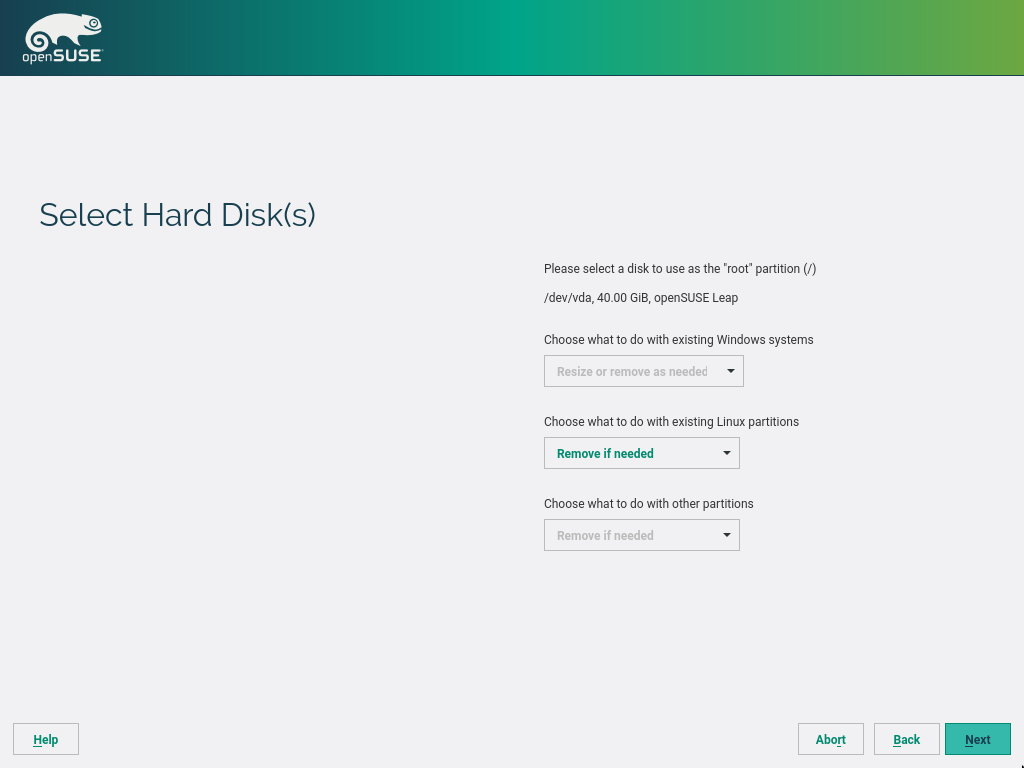 openSUSE
Select Hard Disk(s)
Please select a disk to use as the "root" partition (/)
/dev/vda, 40.00 GiB, openSUSE Leap
Choose what to do with existing Windows systems
Resize or remove as needed
Choose what to do with existing Linux partitions
Remove if needed
Choose what to do with other partitions
Remove if needed
Help
Abort
Back
Next